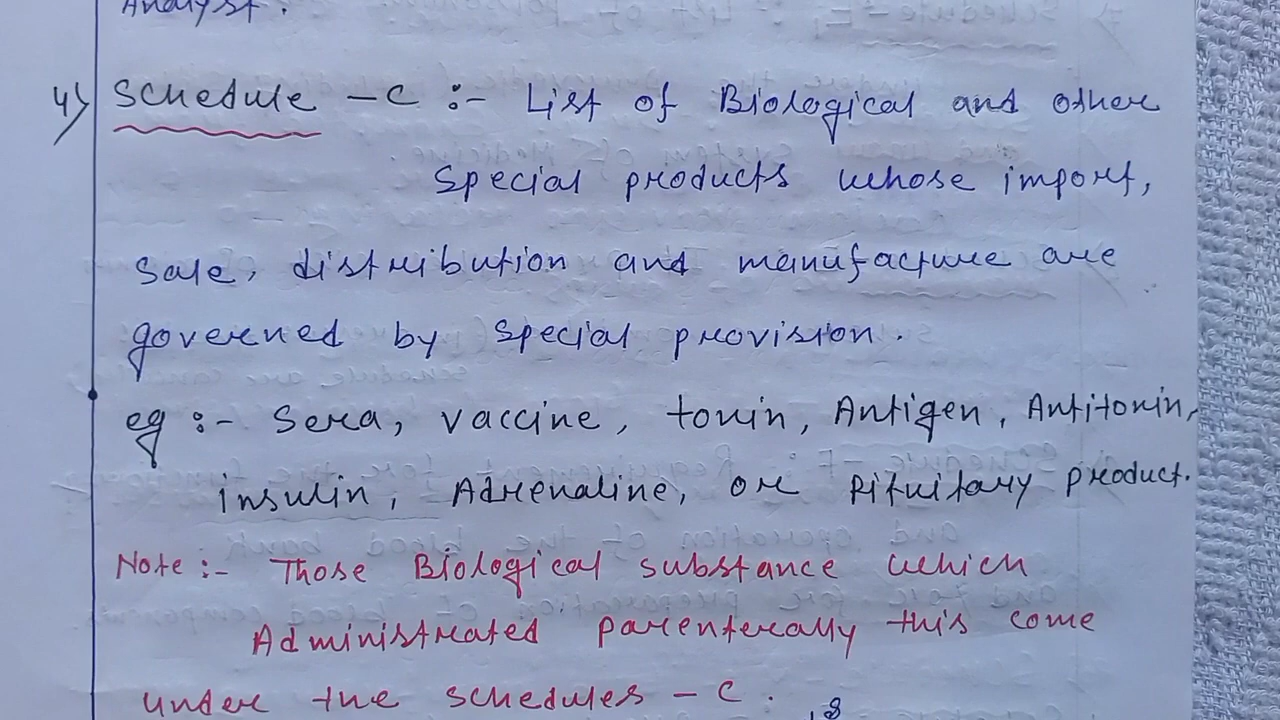 Analyst.
4) Schedule - C :- List of Biological and other
Special products whose import,
Sale, distribution and manufacture are
governed by special provision.
eg :- Sera, vaccine, toxin, Antigen, Antitoxin,
insulin, Adrenaline, or Pituitary product.
Note :- Those Biological substance which
Administrated parenterally this come
under the schedules - C.